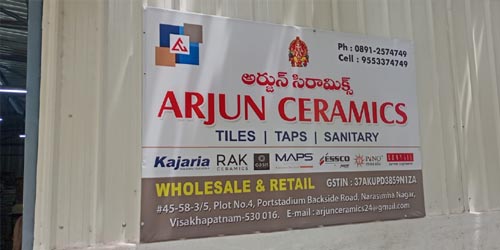 Ph : 0891-2574749
Cell : 9553374749
అర్జున్ సిరామిక్స్
ARJUN CERAMICS
TILES | TAPS | SANITARY
Kajaria RAK CERAMICS MAPS ESSCO
WHOLESALE & RETAIL GSTIN : 37AKUPD3859N1ZA
#45-58-3/5, Plot No.4, Portstadium Backside Road, Narasimha Nagar,
Visakhapatnam-530 016. E-mail : arjunceramics24@gmail.com